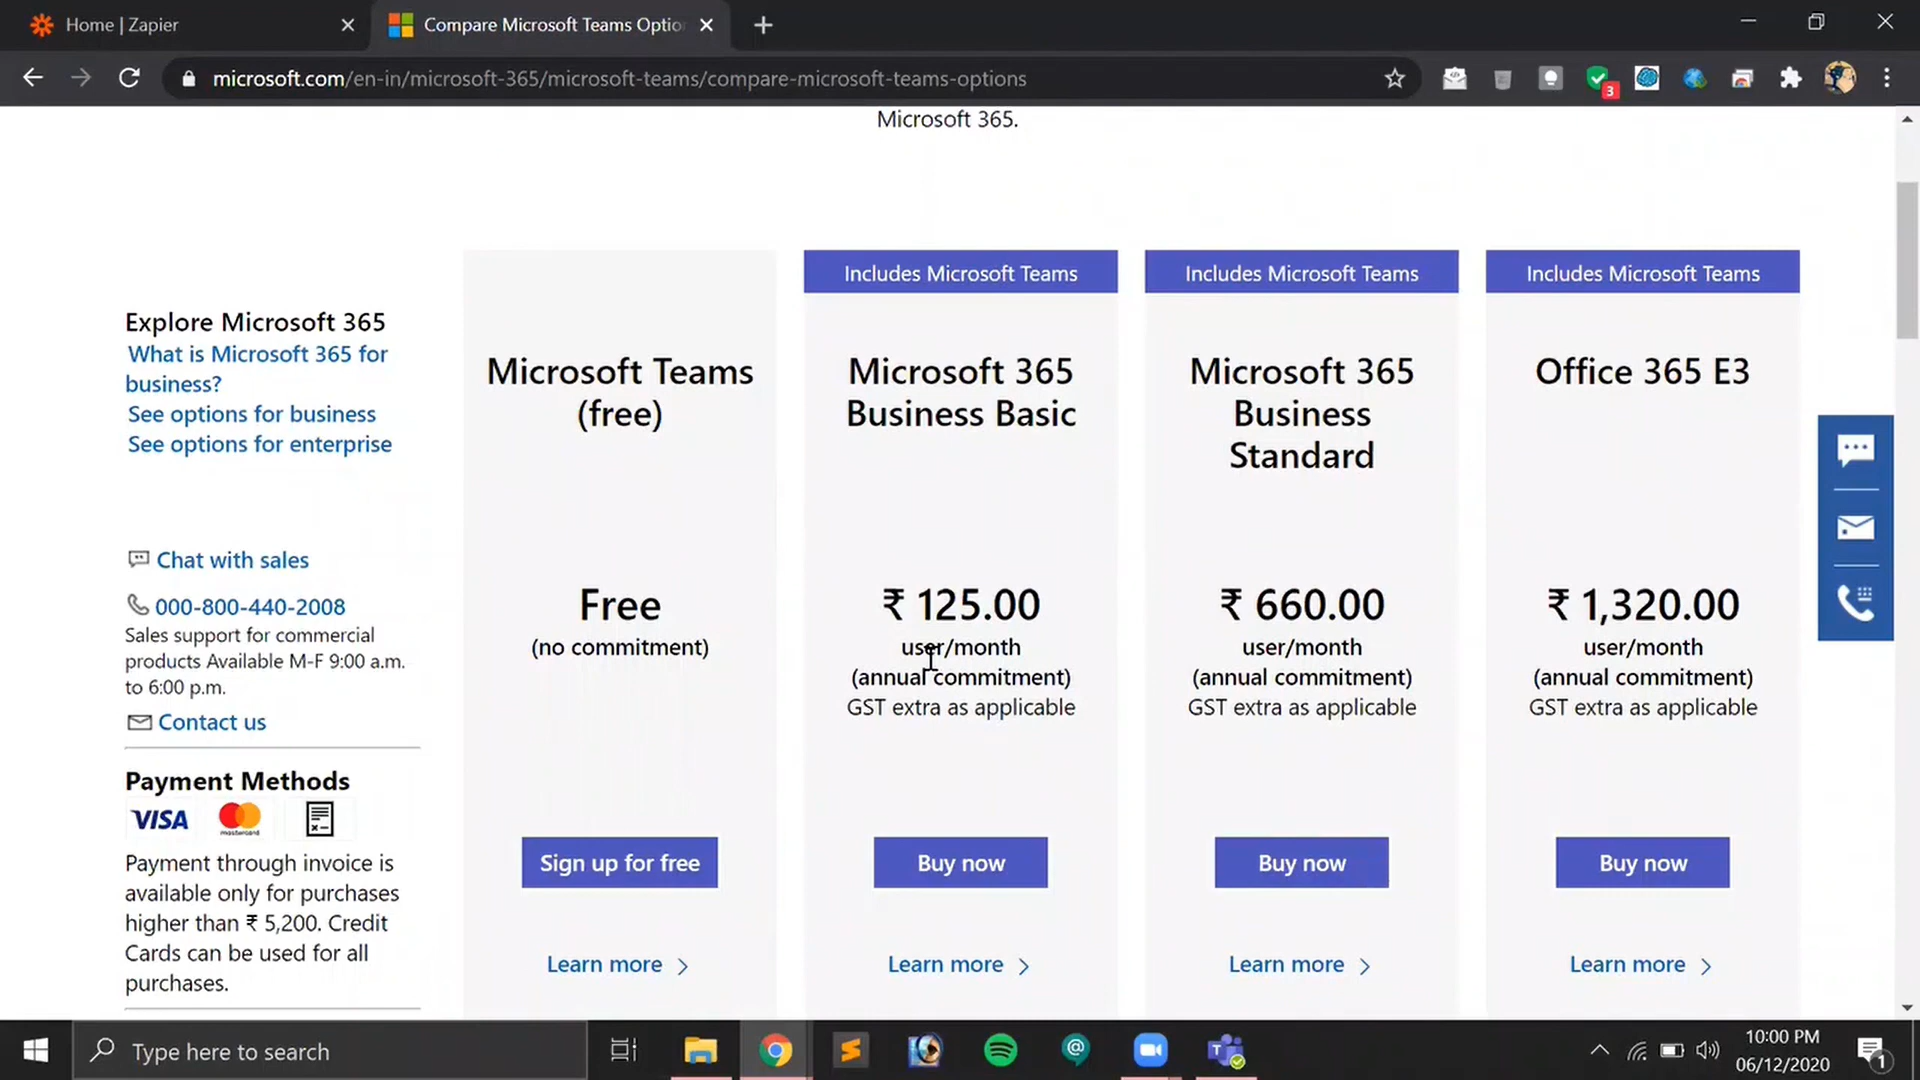 Home | Zapier
Compare Microsoft Teams Optio
microsoft.com/en-in/microsoft-365/microsoft-teams/compare-microsoft-teams-options
3
Microsoft 365.
Explore Microsoft 365
What is Microsoft 365 for
business?
See options for business
See options for enterprise
Chat with sales
000-800-440-2008
Sales support for commercial
products Available M-F 9:00 a.m.
to 6:00 p.m.
Contact us
Payment Methods
VISA
mastercard
Payment through invoice is
available only for purchases
higher than ₹ 5,200. Credit
Cards can be used for all
purchases.
Microsoft Teams
(free)
Free
(no commitment)
Sign up for free
Learn more
Includes Microsoft Teams
Microsoft 365
Business Basic
₹ 125.00
user/month
(annual commitment)
GST extra as applicable
Buy now
Learn more
Includes Microsoft Teams
Microsoft 365
Business
Standard
₹ 660.00
user/month
(annual commitment)
GST extra as applicable
Buy now
Learn more
Includes Microsoft Teams
Office 365 E3
₹ 1,320.00
user/month
(annual commitment)
GST extra as applicable
Buy now
Learn more
Type here to search
10:00 PM
06/12/2020
1